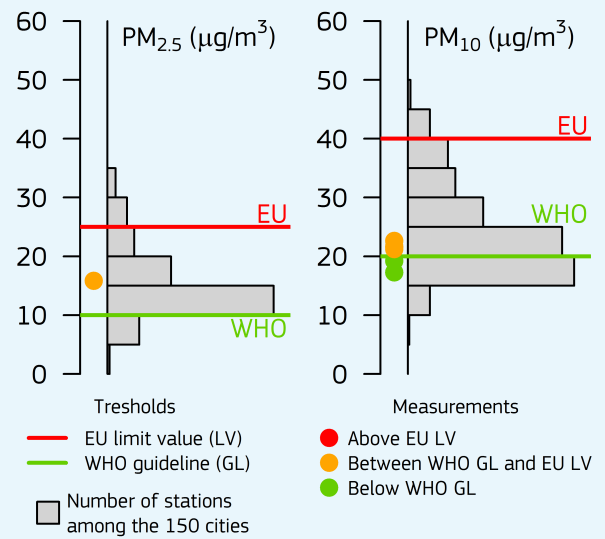 PM2.5 (μg/m³)
60
50
40
30
20
10
0
EU
WHO
PM10 (μg/m³)
60
50
40
30
20
10
0
EU
WHO
Tresholds
EU limit value (LV)
WHO guideline (GL)
Number of stations
among the 150 cities
Measurements
Above EU LV
Between WHO GL and EU LV
Below WHO GL